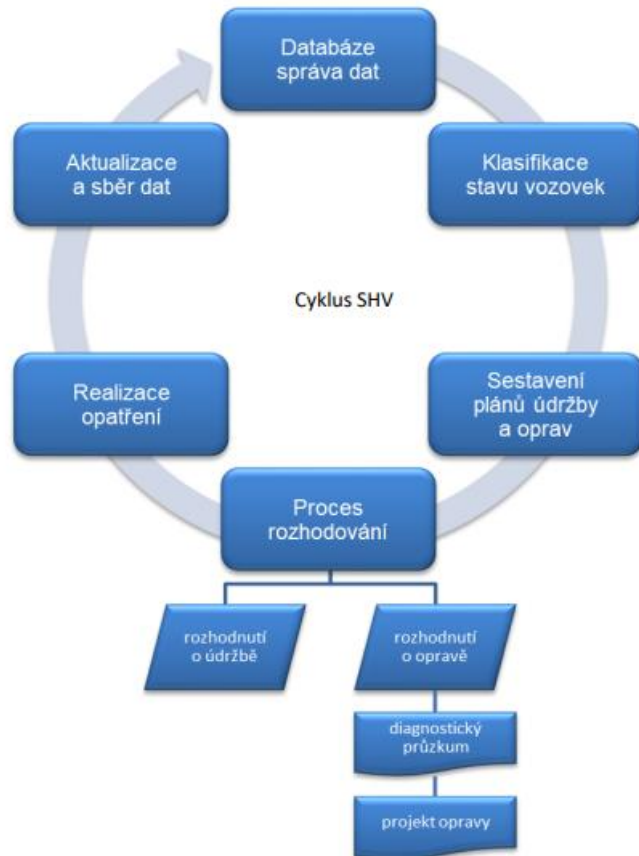 Databáze
správa dat
Aktualizace
a sběr dat
Klasifikace
stavu vozovek
Cyklus SHV
Realizace
opatření
Sestavení
plánů údržby
a oprav
Proces
rozhodování
rozhodnutí
o údržbě
rozhodnutí
o opravě
diagnostický
průzkum
projekt opravy